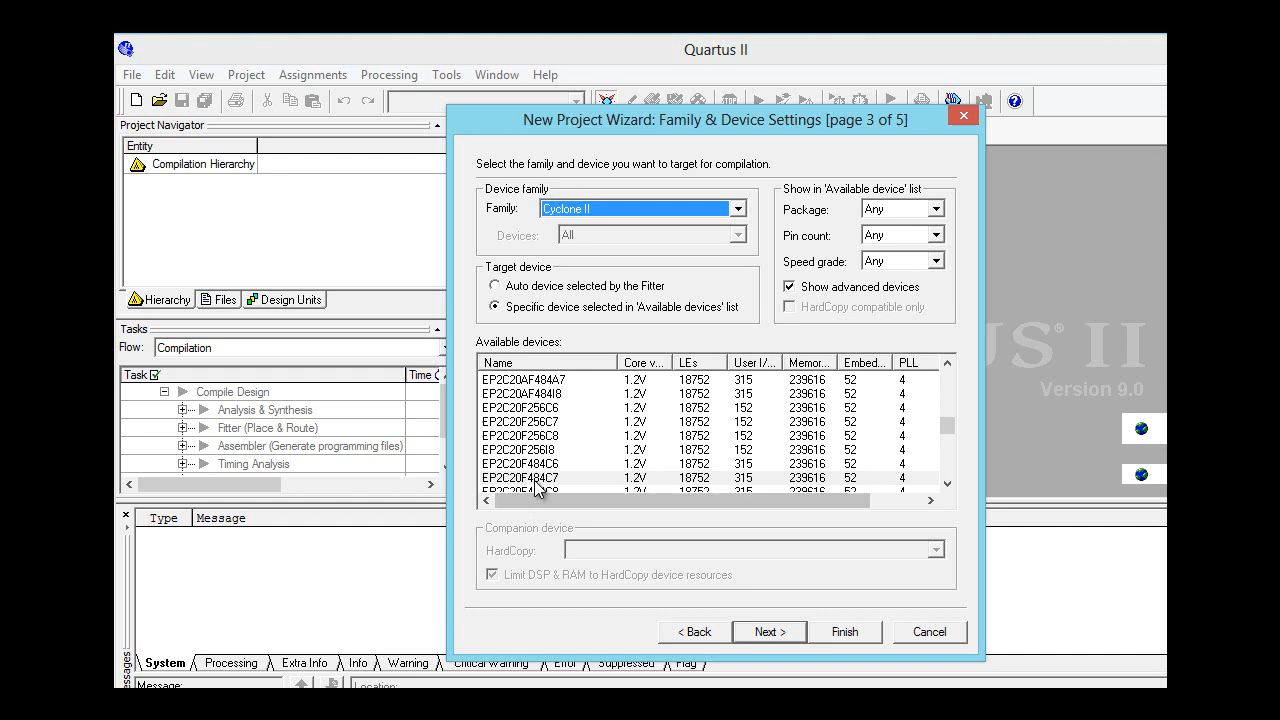 Quartus II
File Edit View Project Assignments Processing Tools Window Help
New Project Wizard: Family & Device Settings [page 3 of 5]
Project Navigator
Entity
Compilation Hierarchy
Hierarchy Files Design Units
Tasks
Flow: Compilation
Task Time
Compile Design
Analysis & Synthesis
Fitter (Place & Route)
Assembler (Generate programming files)
Timing Analysis
Select the family and device you want to target for compilation.
Device family
Family: Cyclone II
Devices: All
Show in 'Available device' list
Package: Any
Pin count: Any
Speed grade: Any
Show advanced devices
HardCopy compatible only
Target device
Auto device selected by the Fitter
Specific device selected in 'Available devices' list
Available devices:
Name Core v... LEs User I/... Memor... Embed... PLL
EP2C20AF484A7 1.2V 18752 315 239616 52 4
EP2C20AF484I8 1.2V 18752 315 239616 52 4
EP2C20F256C6 1.2V 18752 152 239616 52 4
EP2C20F256C7 1.2V 18752 152 239616 52 4
EP2C20F256C8 1.2V 18752 152 239616 52 4
EP2C20F256I8 1.2V 18752 152 239616 52 4
EP2C20F484C6 1.2V 18752 315 239616 52 4
EP2C20F484C7 1.2V 18752 315 239616 52 4
Companion device
HardCopy:
Limit DSP & RAM to HardCopy device resources
< Back Next > Finish Cancel
US® II
Version 9.0
Type Message
messages
System Processing Extra Info Info Warning Critical Warning Error Suppressed Flag
Message: Location: